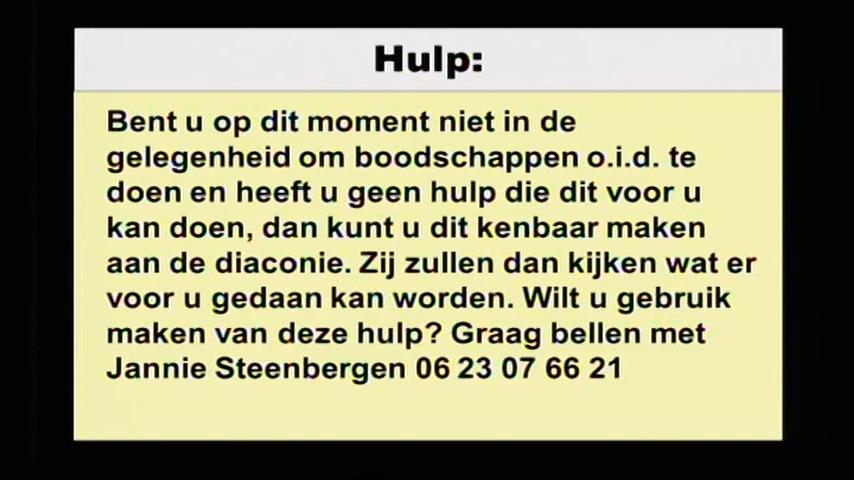 Hulp:
Bent u op dit moment niet in de
gelegenheid om boodschappen o.i.d. te
doen en heeft u geen hulp die dit voor u
kan doen, dan kunt u dit kenbaar maken
aan de diaconie. Zij zullen dan kijken wat er
voor u gedaan kan worden. Wilt u gebruik
maken van deze hulp? Graag bellen met
Jannie Steenbergen 06 23 07 66 21